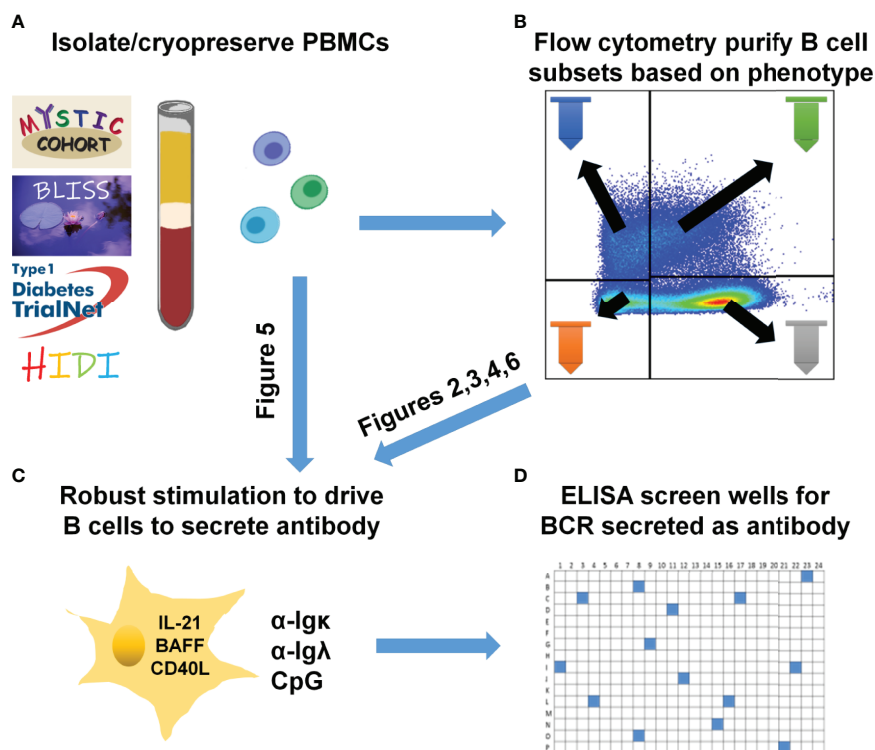 A
Isolate/cryopreserve PBMCs
MYSTIC
COHORT
BLISS
Type 1
Diabetes
TrialNet
HIDI
B
Flow cytometry purify B cell
subsets based on phenotype
Figure 5
Figures 2,3,4,6
C
Robust stimulation to drive
B cells to secrete antibody
IL-21
BAFF
CD40L
α-Igκ
α-Igλ
CpG
D
ELISA screen wells for
BCR secreted as antibody
1 2 3 4 5 6 7 8 9 10 11 12 13 14 15 16 17 18 19 20 21 22 23 24
A
B
C
D
E
F
G
H
I
J
K
L
M
N
O
P